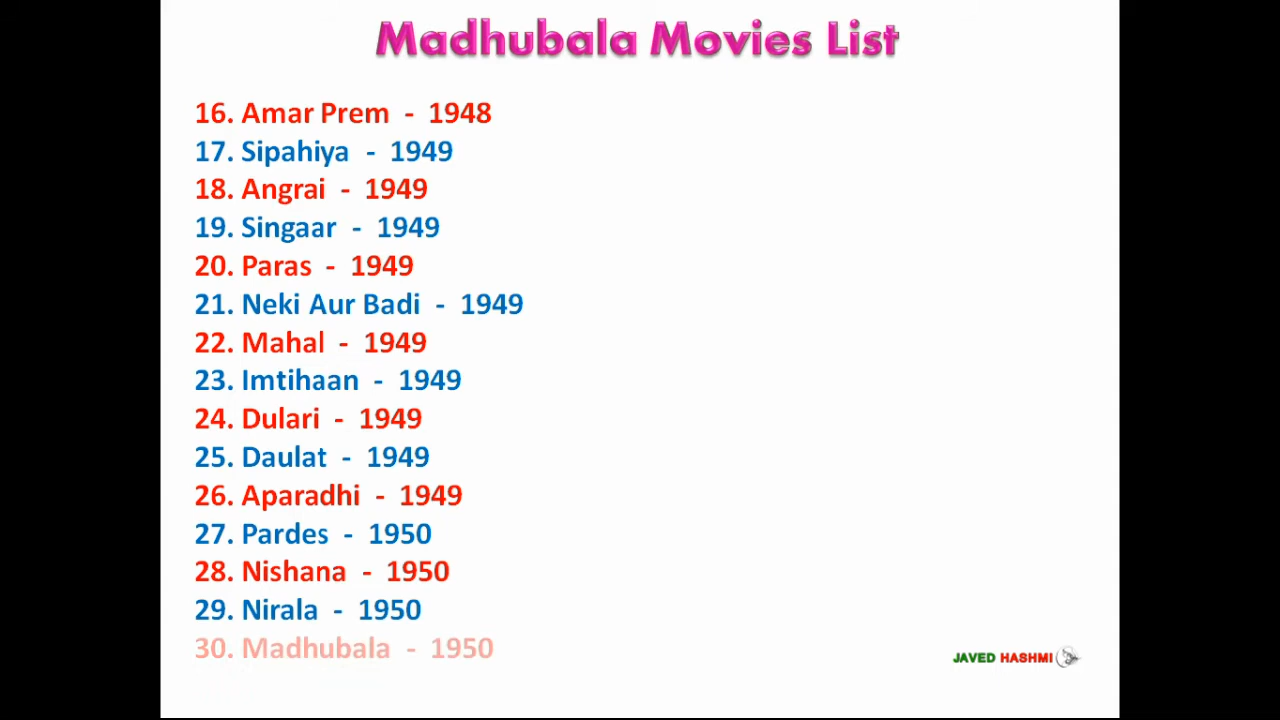 Madhubala Movies List
16. Amar Prem - 1948
17. Sipahiya - 1949
18. Angrai - 1949
19. Singaar - 1949
20. Paras - 1949
21. Neki Aur Badi - 1949
22. Mahal - 1949
23. Imtihaan - 1949
24. Dulari - 1949
25. Daulat - 1949
26. Aparadhi - 1949
27. Pardes - 1950
28. Nishana - 1950
29. Nirala - 1950
30. Madhubala - 1950
JAVED HASHMI